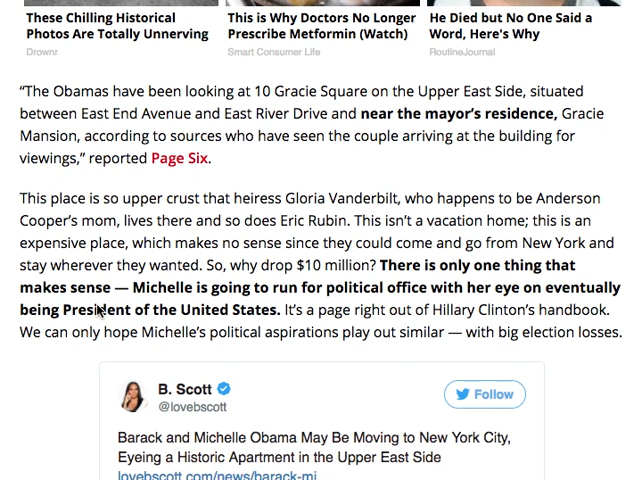 These Chilling Historical
Photos Are Totally Unnerving
Drownr
This is Why Doctors No Longer
Prescribe Metformin (Watch)
Smart Consumer Life
He Died but No One Said a
Word, Here's Why
RoutineJournal
“The Obamas have been looking at 10 Gracie Square on the Upper East Side, situated
between East End Avenue and East River Drive and near the mayor’s residence, Gracie
Mansion, according to sources who have seen the couple arriving at the building for
viewings,” reported Page Six.
This place is so upper crust that heiress Gloria Vanderbilt, who happens to be Anderson
Cooper’s mom, lives there and so does Eric Rubin. This isn’t a vacation home; this is an
expensive place, which makes no sense since they could come and go from New York and
stay wherever they wanted. So, why drop $10 million? There is only one thing that
makes sense — Michelle is going to run for political office with her eye on eventually
being President of the United States. It’s a page right out of Hillary Clinton’s handbook.
We can only hope Michelle’s political aspirations play out similar — with big election losses.
B. Scott
@lovebscott
Follow
Barack and Michelle Obama May Be Moving to New York City,
Eyeing a Historic Apartment in the Upper East Side
lovebscott.com/news/barack-mi...